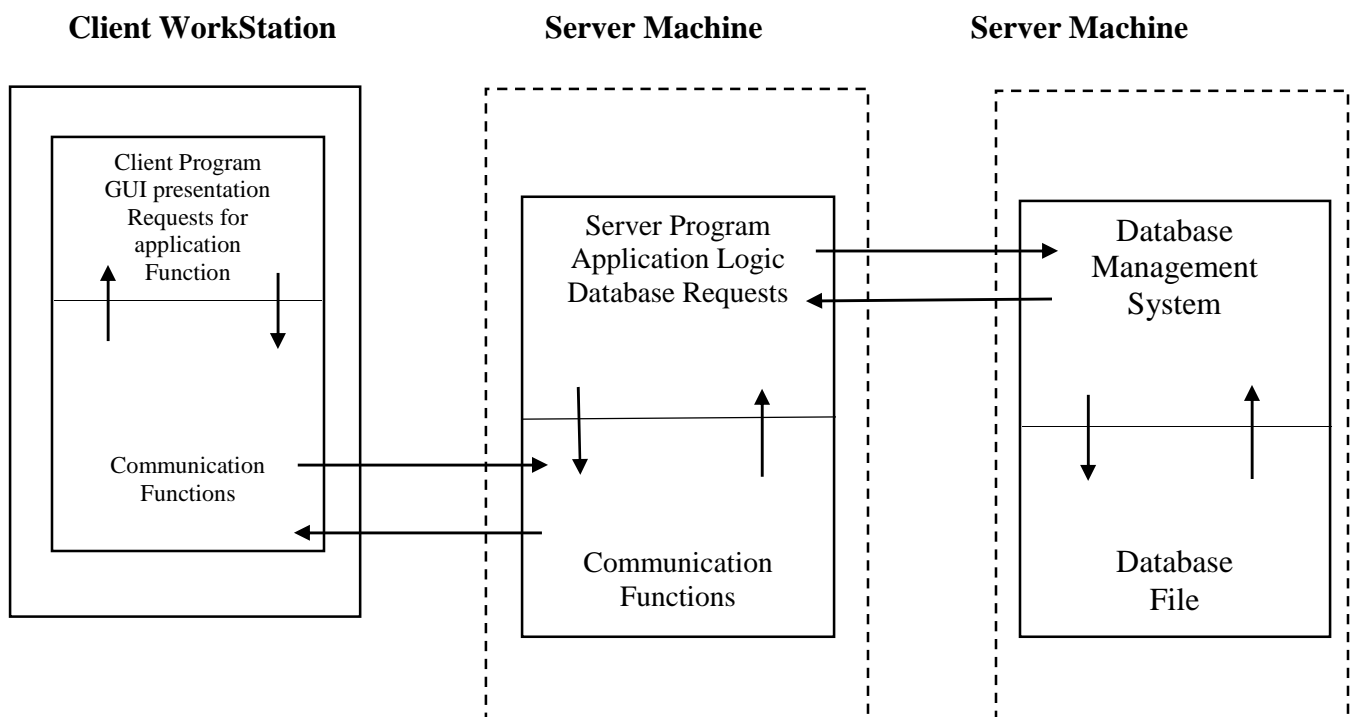 Client WorkStation
Server Machine
Server Machine
Client Program
GUI presentation
Requests for
application
Function
Communication
Functions
Server Program
Application Logic
Database Requests
Communication
Functions
Database
Management
System
Database
File